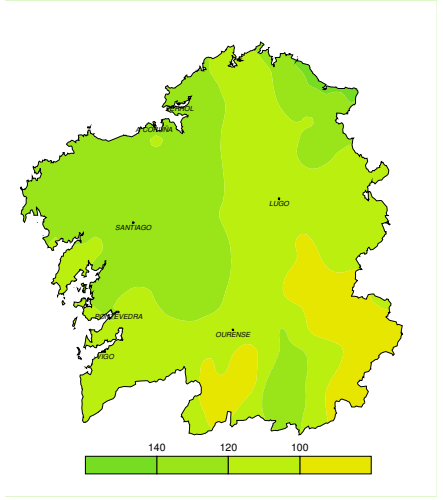 FERROL
A CORUÑA
LUGO
SANTIAGO
PONTEVEDRA
OURENSE
VIGO
140 120 100